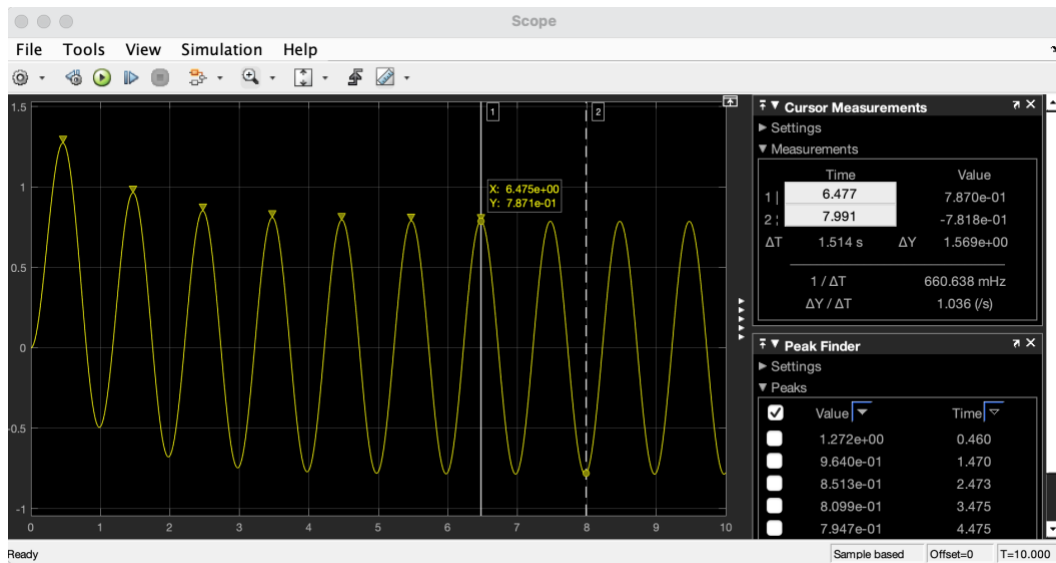 Scope
File Tools View Simulation Help
1.5
1
0.5
0
-0.5
-1
0 1 2 3 4 5 6 7 8 9 10
1
2
X: 6.475e+00
Y: 7.871e-01
Cursor Measurements
Settings
Measurements
Time Value
1 | 6.477 7.870e-01
2 ¦ 7.991 -7.818e-01
ΔT 1.514 s ΔY 1.569e+00
1 / ΔT 660.638 mHz
ΔY / ΔT 1.036 (/s)
Peak Finder
Settings
Peaks
Value Time
1.272e+00 0.460
9.640e-01 1.470
8.513e-01 2.473
8.099e-01 3.475
7.947e-01 4.475
Ready Sample based Offset=0 T=10.000